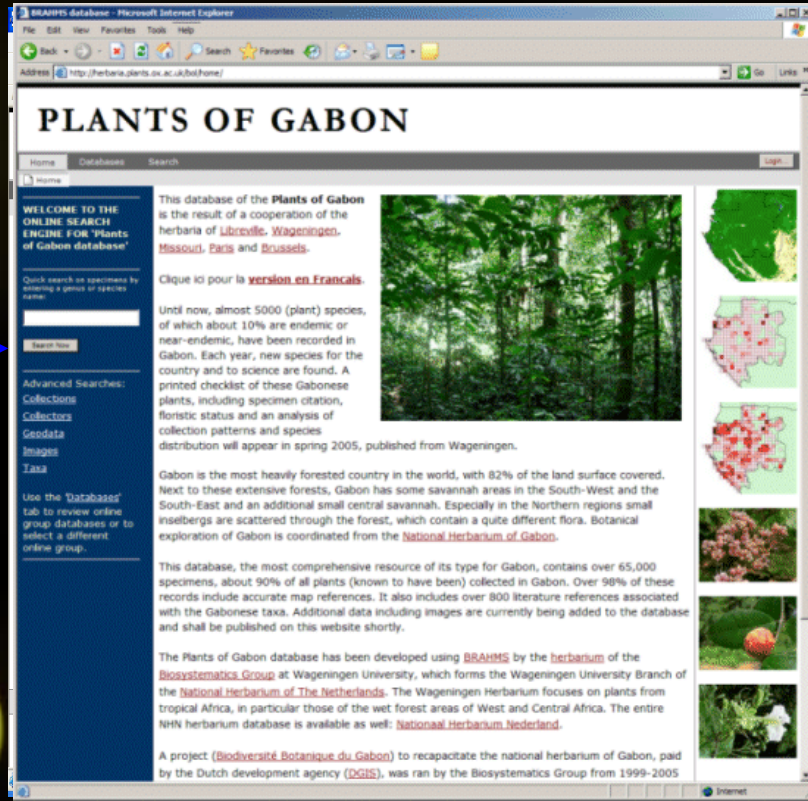 BRAHMS database - Microsoft Internet Explorer
File Edit View Favorites Tools Help
Back Search Favorites
Address http://herbaria.plants.ox.ac.uk/bol/home/ Go Links
PLANTS OF GABON
Home Databases Search Login...
Home
WELCOME TO THE
ONLINE SEARCH
ENGINE FOR 'Plants
of Gabon database'
Quick search on specimens by
entering a genus or species
name:
Search Now
Advanced Searches:
Collections
Collectors
Geodata
Images
Taxa
Use the 'Databases'
tab to review online
group databases or to
select a different
online group.
This database of the Plants of Gabon
is the result of a cooperation of the
herbaria of Libreville, Wageningen,
Missouri, Paris and Brussels.
Clique ici pour la version en Francais.
Until now, almost 5000 (plant) species,
of which about 10% are endemic or
near-endemic, have been recorded in
Gabon. Each year, new species for the
country and to science are found. A
printed checklist of these Gabonese
plants, including specimen citation,
floristic status and an analysis of
collection patterns and species
distribution will appear in spring 2005, published from Wageningen.
Gabon is the most heavily forested country in the world, with 82% of the land surface covered.
Next to these extensive forests, Gabon has some savannah areas in the South-West and the
South-East and an additional small central savannah. Especially in the Northern regions small
inselbergs are scattered through the forest, which contain a quite different flora. Botanical
exploration of Gabon is coordinated from the National Herbarium of Gabon.
This database, the most comprehensive resource of its type for Gabon, contains over 65,000
specimens, about 90% of all plants (known to have been) collected in Gabon. Over 98% of these
records include accurate map references. It also includes over 800 literature references associated
with the Gabonese taxa. Additional data including images are currently being added to the database
and shall be published on this website shortly.
The Plants of Gabon database has been developed using BRAHMS by the herbarium of the
Biosystematics Group at Wageningen University, which forms the Wageningen University Branch of
the National Herbarium of The Netherlands. The Wageningen Herbarium focuses on plants from
tropical Africa, in particular those of the wet forest areas of West and Central Africa. The entire
NHN herbarium database is available as well: Nationaal Herbarium Nederland.
A project (Biodiversité Botanique du Gabon) to recapacitate the national herbarium of Gabon, paid
by the Dutch development agency (DGIS), was ran by the Biosystematics Group from 1999-2005
Internet